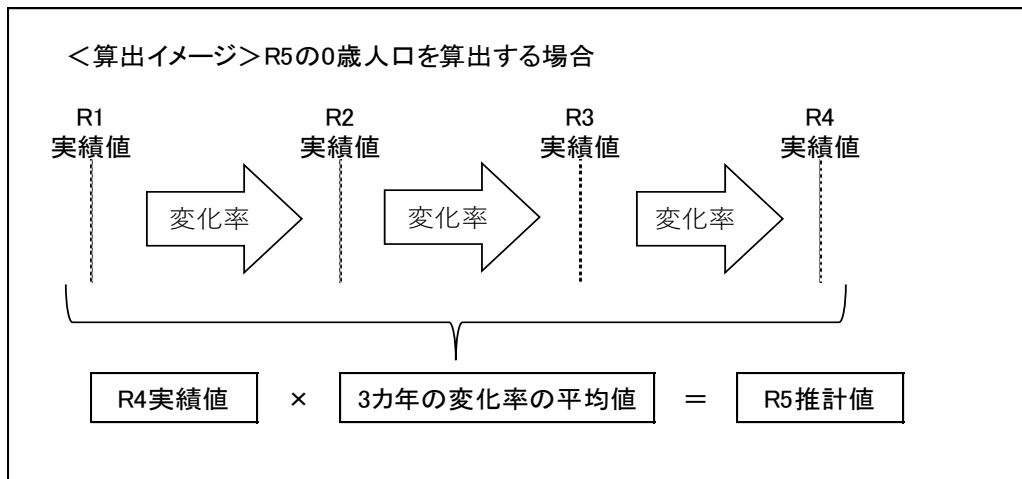 <算出イメージ>R5の0歳人口を算出する場合
R1 R2 R3 R4
実績値 実績値 実績値 実績値
変化率 変化率 変化率
R4実績値 × 3カ年の変化率の平均値 = R5推計値